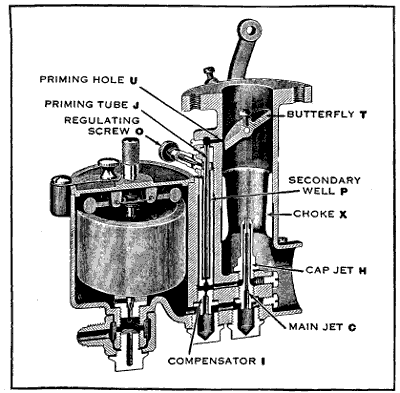 PRIMING HOLE U
PRIMING TUBE J
REGULATING
SCREW O
BUTTERFLY T
SECONDARY
WELL P
CHOKE X
CAP JET H
MAIN JET C
COMPENSATOR I